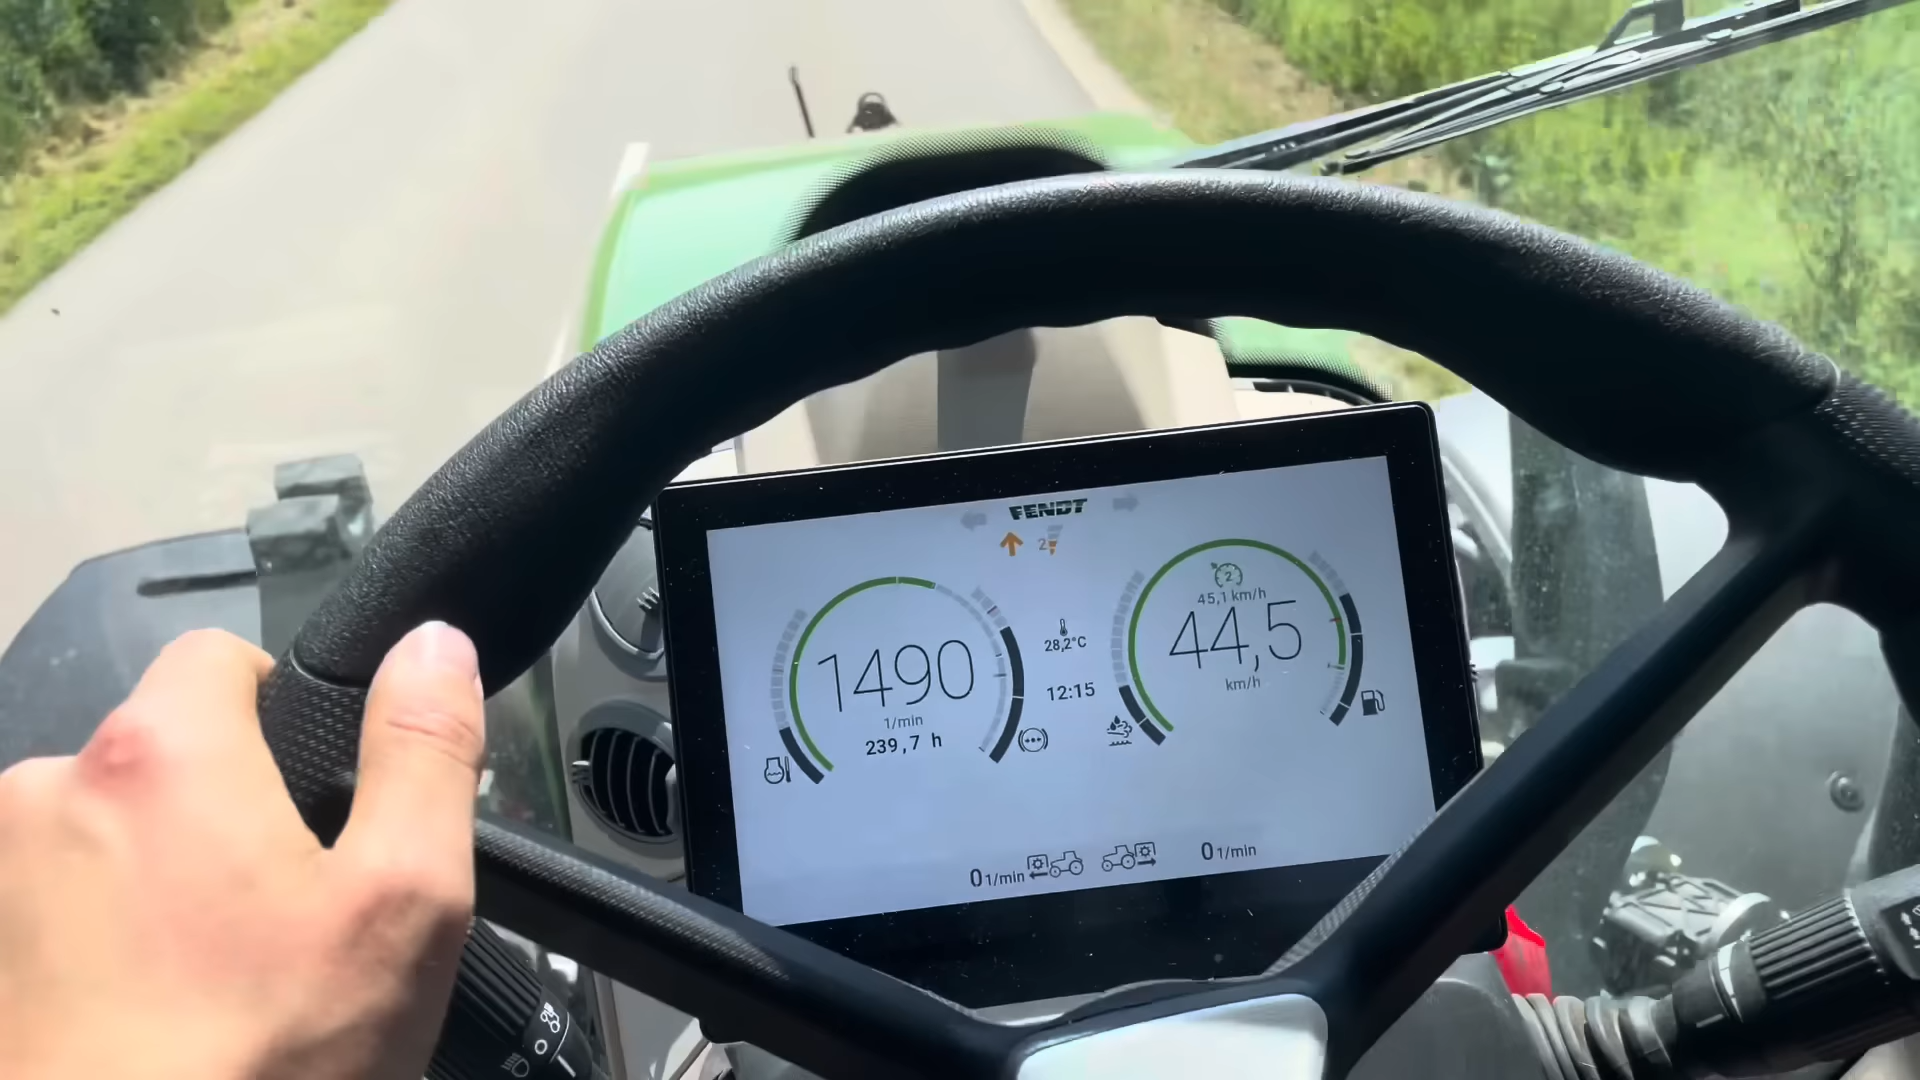 FENDT
2
2
45,1 km/h
44,5
km/h
1490
1/min
239,7 h
28,2°C
12:15
0 1/min
0 1/min